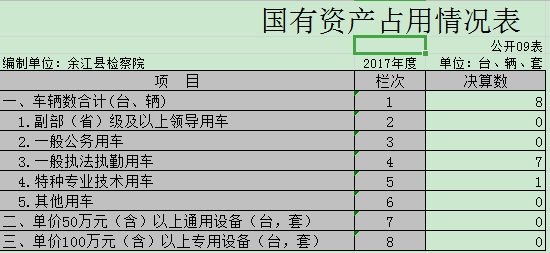 国有资产占用情况表
公开09表
编制单位：余江县检察院 2017年度 单位：台、辆、套
项 目 栏次 决算数
一、车辆数合计(台、辆) 1 8
1.副部（省）级及以上领导用车 2 0
2.一般公务用车 3 0
3.一般执法执勤用车 4 7
4.特种专业技术用车 5 1
5.其他用车 6 0
二、单价50万元（含）以上通用设备（台，套） 7 0
三、单价100万元（含）以上专用设备（台，套） 8 0